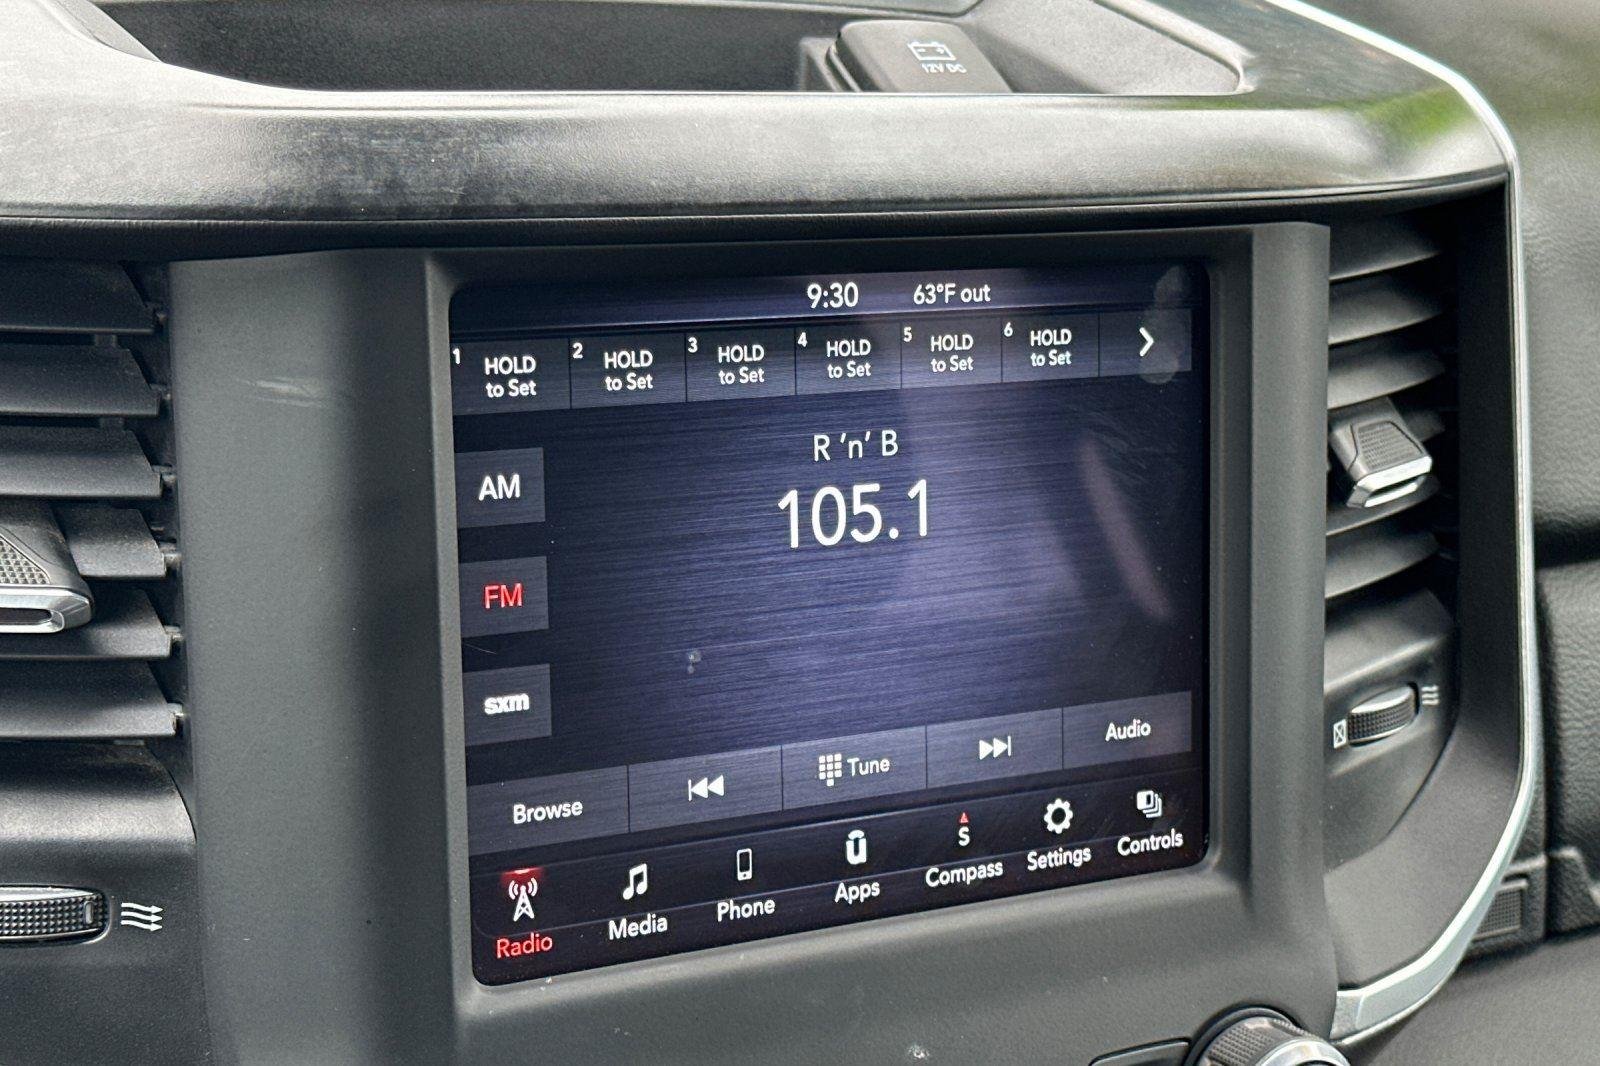 12V DC
9:30 63°F out
1 HOLD to Set
2 HOLD to Set
3 HOLD to Set
4 HOLD to Set
5 HOLD to Set
6 HOLD to Set
R 'n' B
105.1
AM
FM
sxm
Browse
Tune
Audio
Radio
Media
Phone
Apps
S
Compass
Settings
Controls